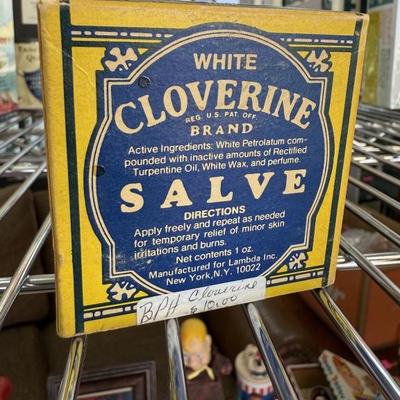 WHITE
CLOVERINE
REG. U.S. PAT. OFF.
BRAND
Active Ingredients: White Petrolatum com-
pounded with inactive amounts of Rectified
Turpentine Oil, White Wax, and perfume.
SALVE
DIRECTIONS
Apply freely and repeat as needed
for temporary relief of minor skin
irritations and burns.
Net contents 1 oz.
Manufactured for Lambda Inc.
New York, N.Y. 10022
BPH Cloverine
$10.00